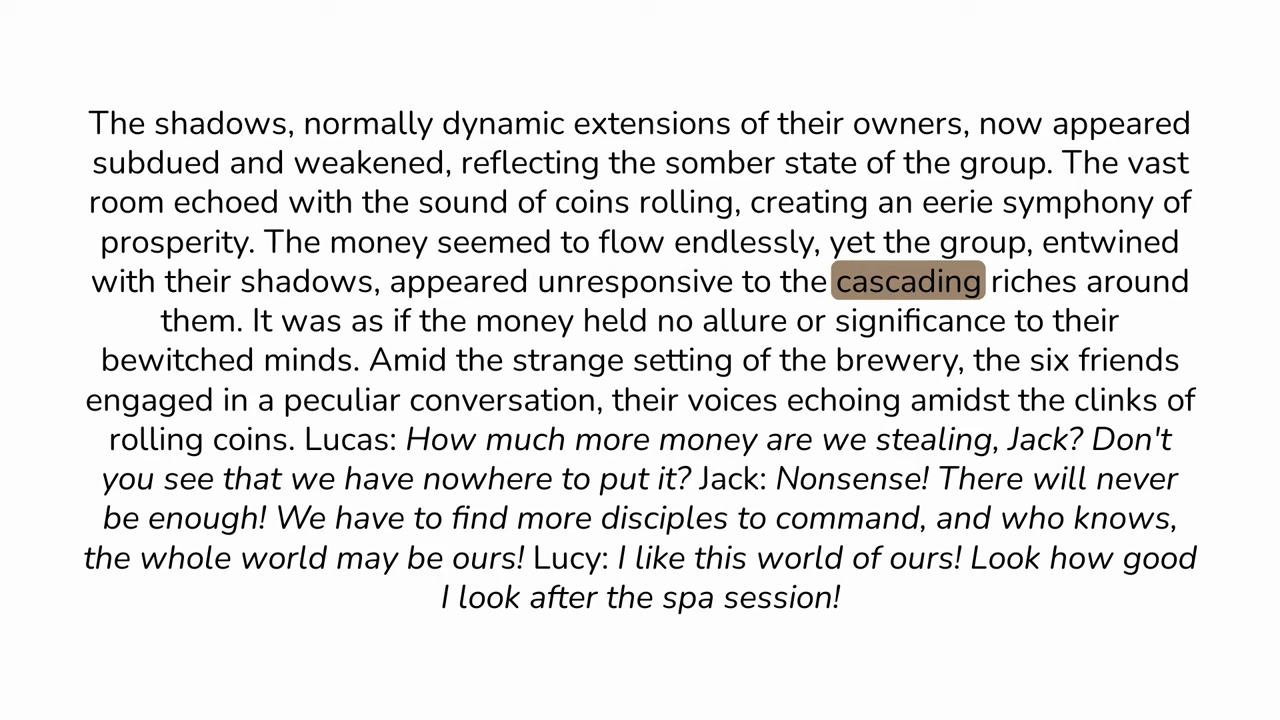 The shadows, normally dynamic extensions of their owners, now appeared
subdued and weakened, reflecting the somber state of the group. The vast
room echoed with the sound of coins rolling, creating an eerie symphony of
prosperity. The money seemed to flow endlessly, yet the group, entwined
with their shadows, appeared unresponsive to the cascading riches around
them. It was as if the money held no allure or significance to their
bewitched minds. Amid the strange setting of the brewery, the six friends
engaged in a peculiar conversation, their voices echoing amidst the clinks of
rolling coins. Lucas: How much more money are we stealing, Jack? Don't
you see that we have nowhere to put it? Jack: Nonsense! There will never
be enough! We have to find more disciples to command, and who knows,
the whole world may be ours! Lucy: I like this world of ours! Look how good
I look after the spa session!